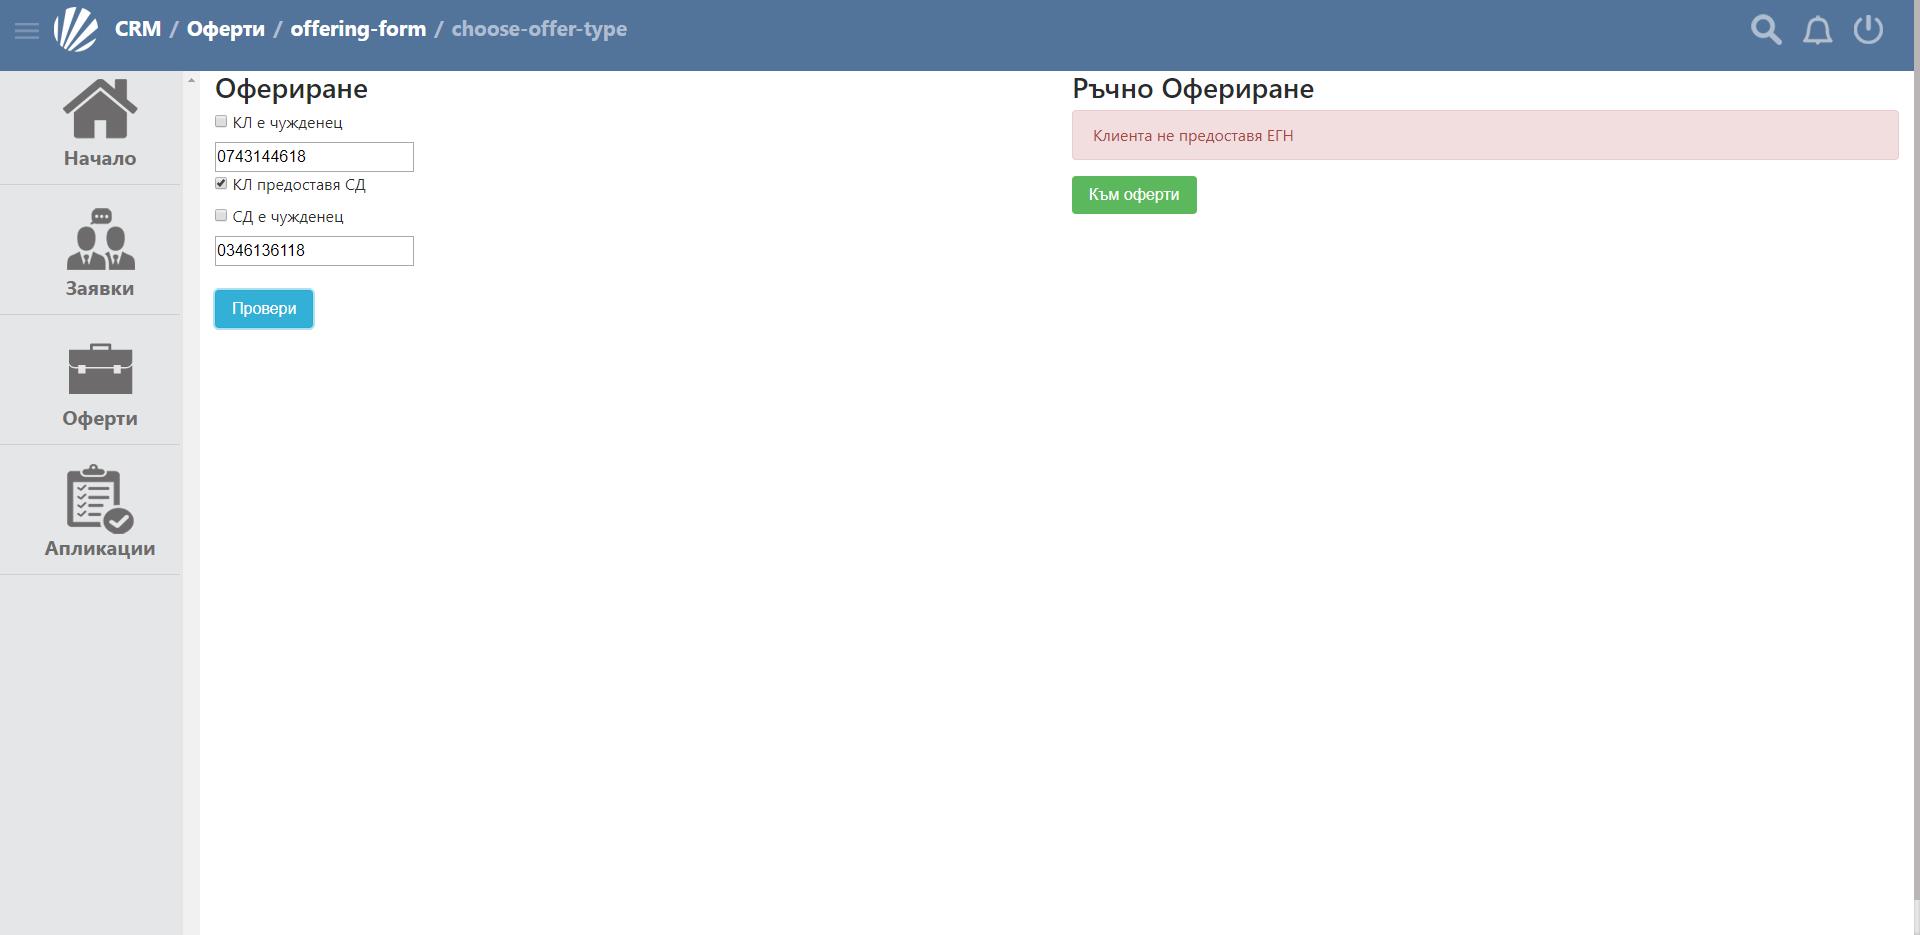 CRM / Оферти / offering-form / choose-offer-type
Начало
Заявки
Оферти
Апликации
Офериране
КЛ е чужденец
0743144618
КЛ предоставя СД
СД е чужденец
0346136118
Провери
Ръчно Офериране
Клиента не предоставя ЕГН
Към оферти